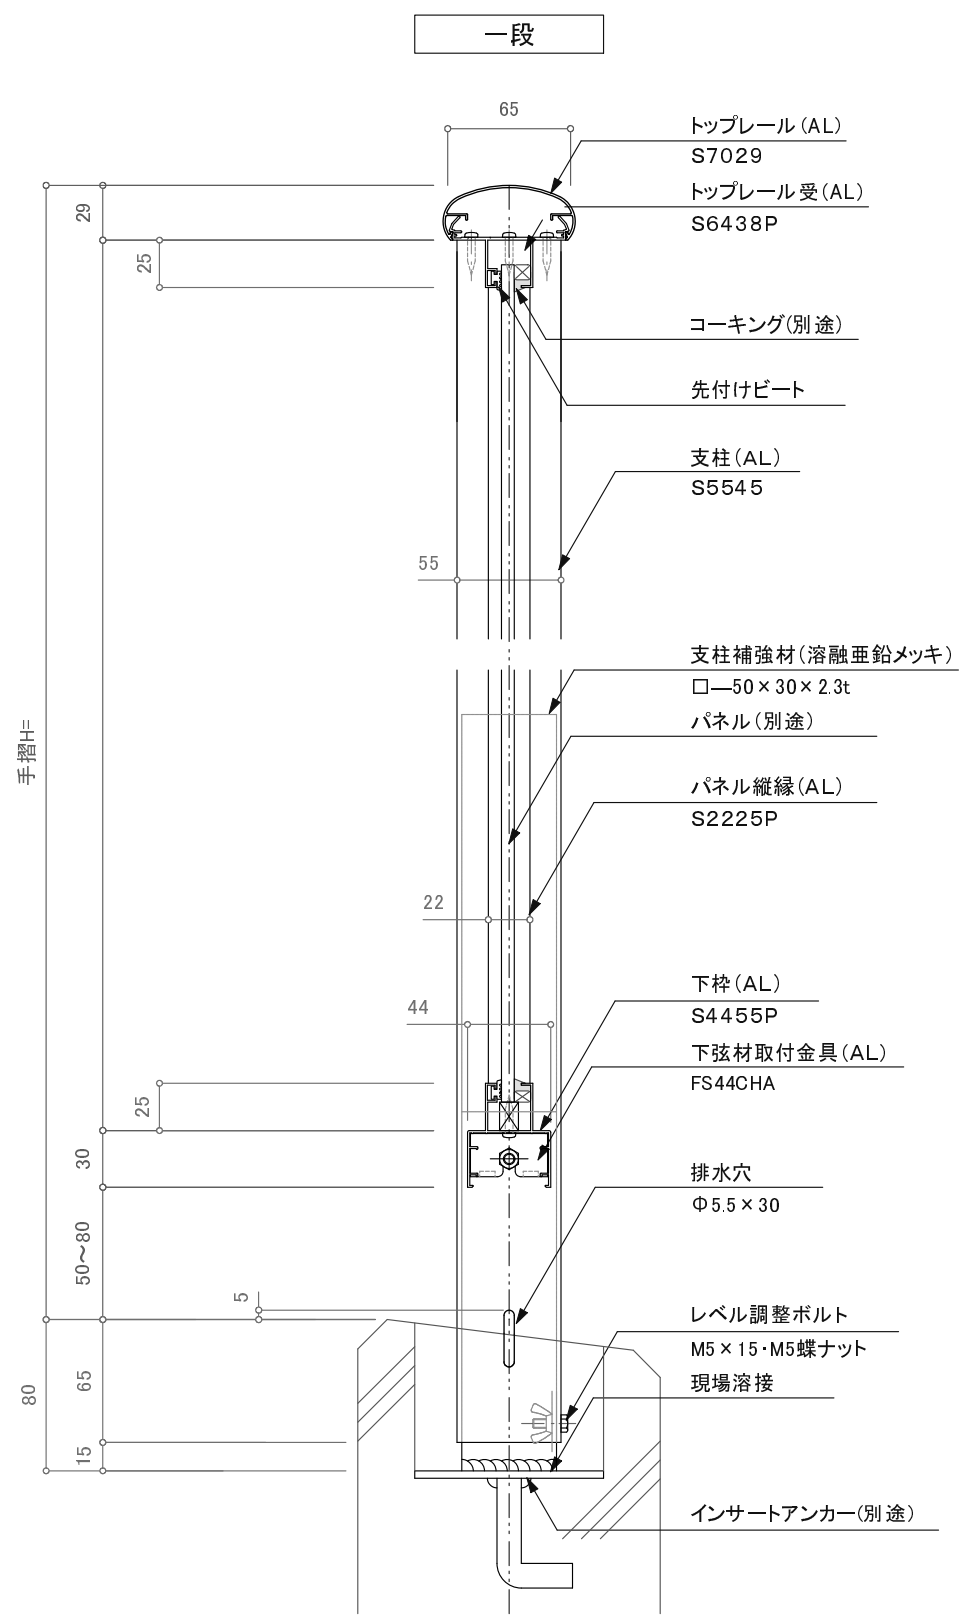 一段
65
トップレール(AL)
S7029
トップレール受(AL)
S6438P
29
25
コーキング(別途)
先付けビート
支柱(AL)
S5545
55
支柱補強材(溶融亜鉛メッキ)
□—50×30×2.3t
パネル(別途)
手摺H=
パネル縦縁(AL)
S2225P
22
下枠(AL)
S4455P
44
下弦材取付金具(AL)
FS44CHA
25
30
排水穴
Φ5.5×30
50〜80
5
レベル調整ボルト
M5×15・M5蝶ナット
現場溶接
80
65
15
インサートアンカー(別途)